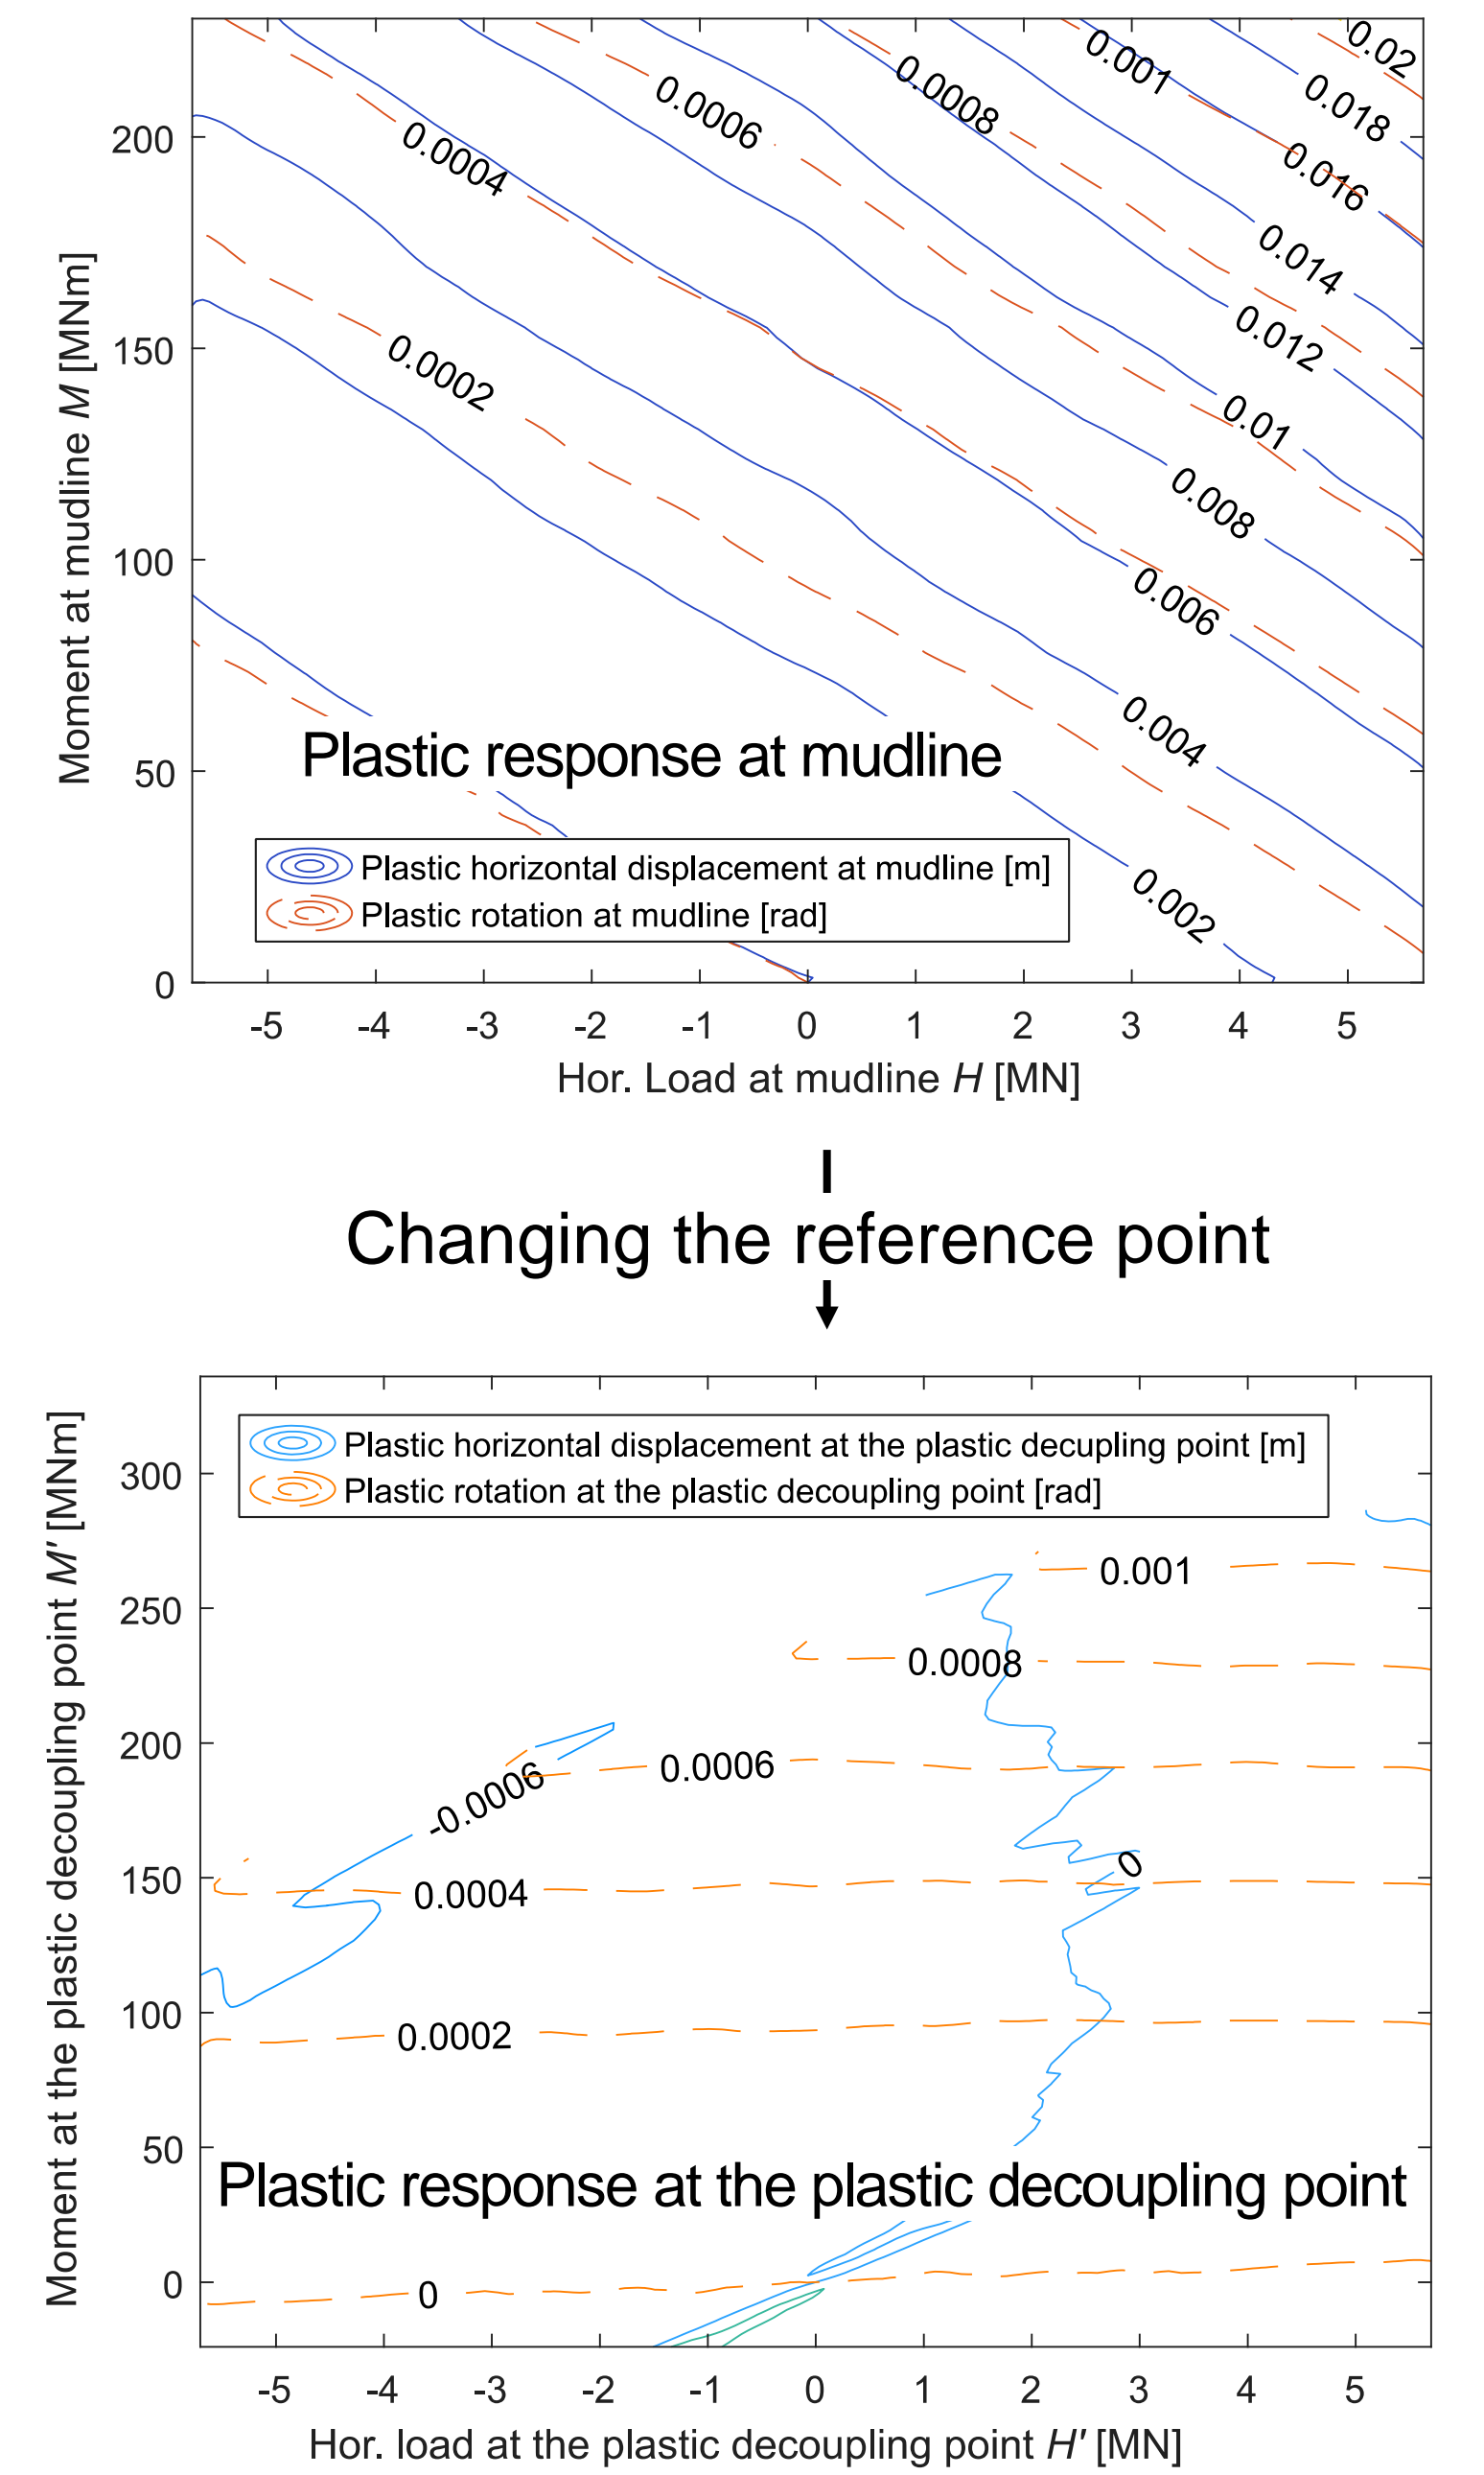 0.02
0.001
0.018
0.0008
0.0006
0.016
0.0004
0.014
0.012
0.0002
0.01
0.008
0.006
0.004
0.002
200
150
100
50
0
Moment at mudline M [MNm]
Plastic response at mudline
Plastic horizontal displacement at mudline [m]
Plastic rotation at mudline [rad]
-5 -4 -3 -2 -1 0 1 2 3 4 5
Hor. Load at mudline H [MN]
Changing the reference point
Plastic horizontal displacement at the plastic decupling point [m]
Plastic rotation at the plastic decoupling point [rad]
300
250
200
150
100
50
0
Moment at the plastic decoupling point M' [MNm]
0.001
0.0008
0.0006
-0.0006
0
0.0004
0.0002
Plastic response at the plastic decoupling point
0
-5 -4 -3 -2 -1 0 1 2 3 4 5
Hor. load at the plastic decoupling point H' [MN]